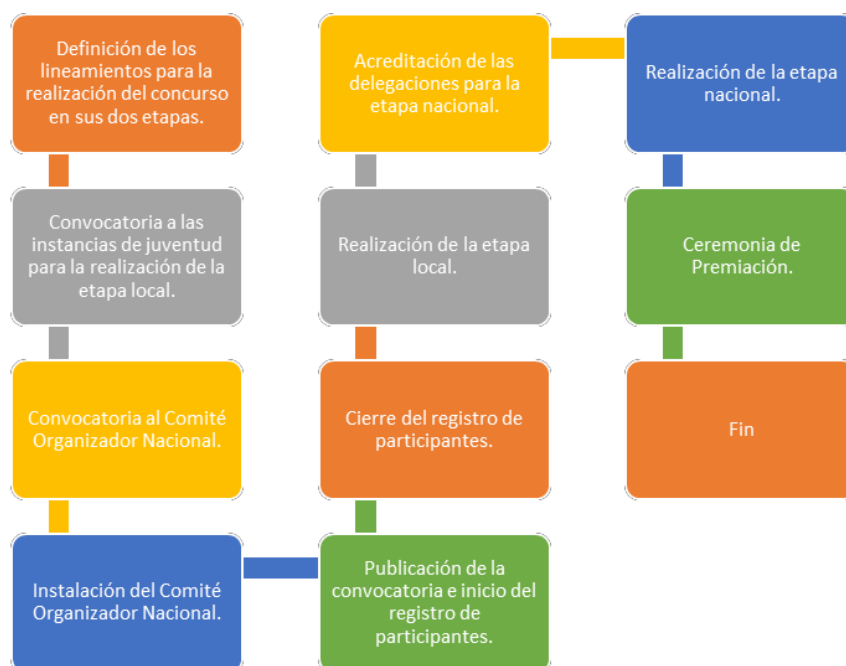 Definición de los
lineamientos para la
realización del concurso
en sus dos etapas.
Convocatoria a las
instancias de juventud
para la realización de la
etapa local.
Convocatoria al Comité
Organizador Nacional.
Instalación del Comité
Organizador Nacional.
Publicación de la
convocatoria e inicio del
registro de
participantes.
Cierre del registro de
participantes.
Realización de la etapa
local.
Acreditación de las
delegaciones para la
etapa nacional.
Realización de la etapa
nacional.
Ceremonia de
Premiación.
Fin